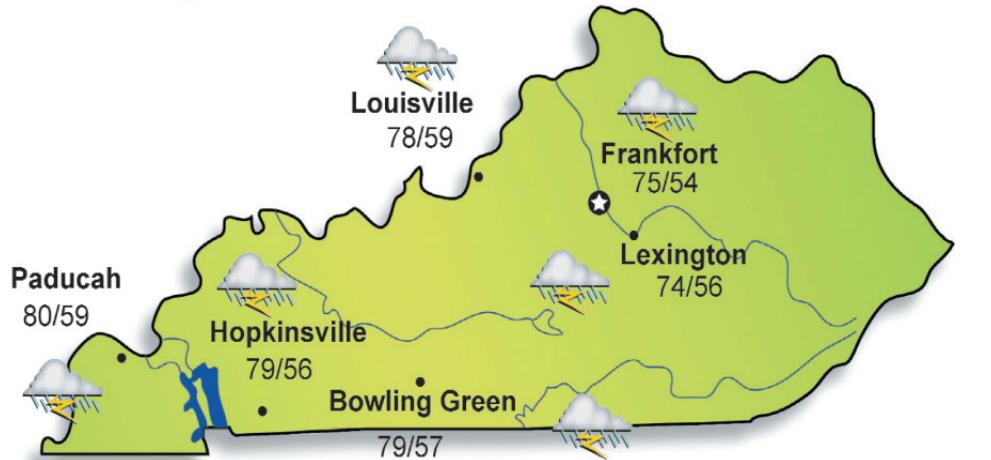 Louisville
78/59
Frankfort
75/54
Lexington
74/56
Paducah
80/59
Hopkinsville
79/56
Bowling Green
79/57